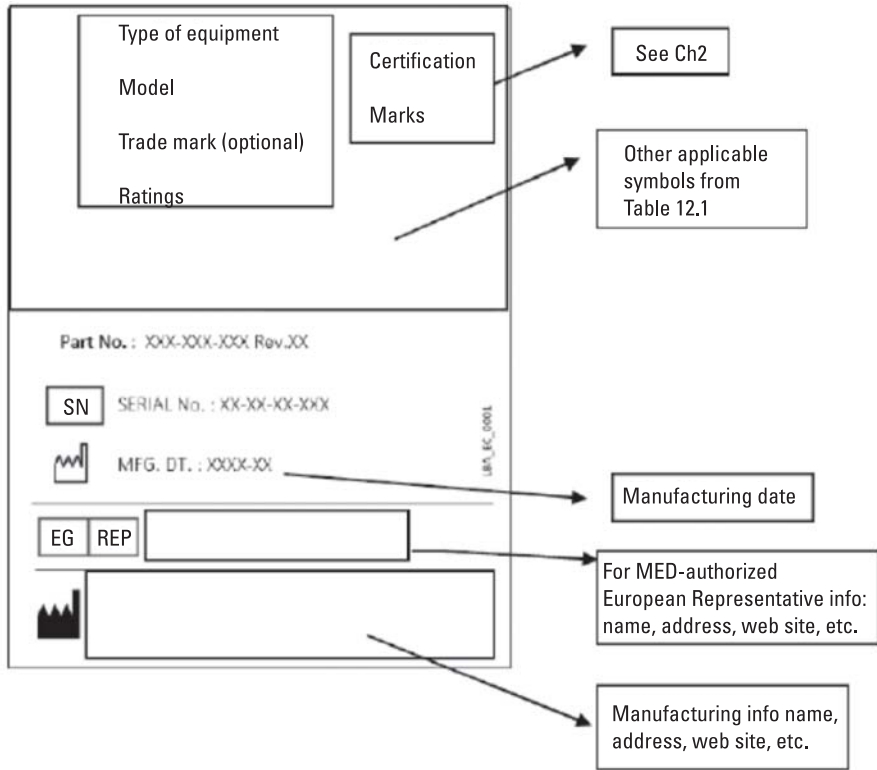 Type of equipment
Model
Trade mark (optional)
Ratings
Certification
Marks
See Ch2
Other applicable
symbols from
Table 12.1
Part No. : XXX-XXX-XXX Rev.XX
SN SERIAL No. : XX-XX-XX-XXX
MFG. DT. : XXXX-XX
LBA_EC_0001
Manufacturing date
EG REP
For MED-authorized
European Representative info:
name, address, web site, etc.
Manufacturing info name,
address, web site, etc.